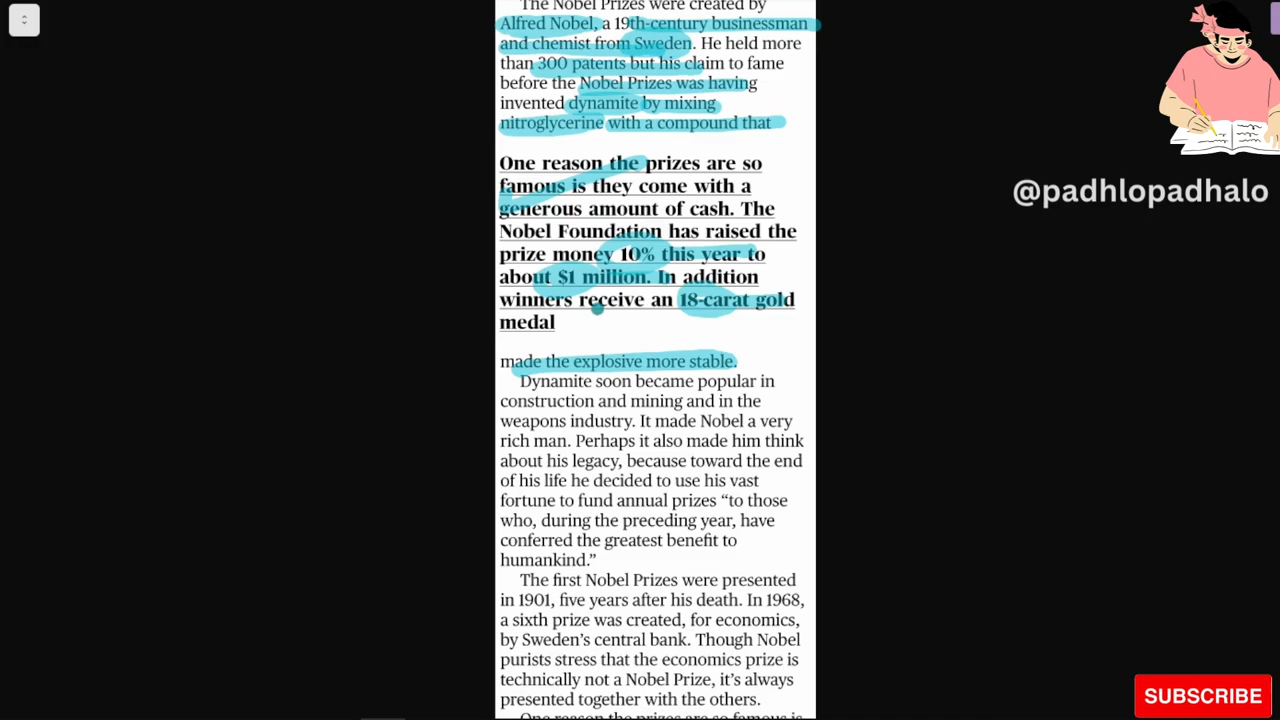 The Nobel Prizes were created by
Alfred Nobel, a 19th-century businessman
and chemist from Sweden. He held more
than 300 patents but his claim to fame
before the Nobel Prizes was having
invented dynamite by mixing
nitroglycerine with a compound that
One reason the prizes are so
famous is they come with a
generous amount of cash. The
Nobel Foundation has raised the
prize money 10% this year to
about $1 million. In addition
winners receive an 18-carat gold
medal
made the explosive more stable.
Dynamite soon became popular in
construction and mining and in the
weapons industry. It made Nobel a very
rich man. Perhaps it also made him think
about his legacy, because toward the end
of his life he decided to use his vast
fortune to fund annual prizes “to those
who, during the preceding year, have
conferred the greatest benefit to
humankind.”
The first Nobel Prizes were presented
in 1901, five years after his death. In 1968,
a sixth prize was created, for economics,
by Sweden’s central bank. Though Nobel
purists stress that the economics prize is
technically not a Nobel Prize, it’s always
presented together with the others.
One reason the prizes are so famous is
@padhlopadhalo
SUBSCRIBE